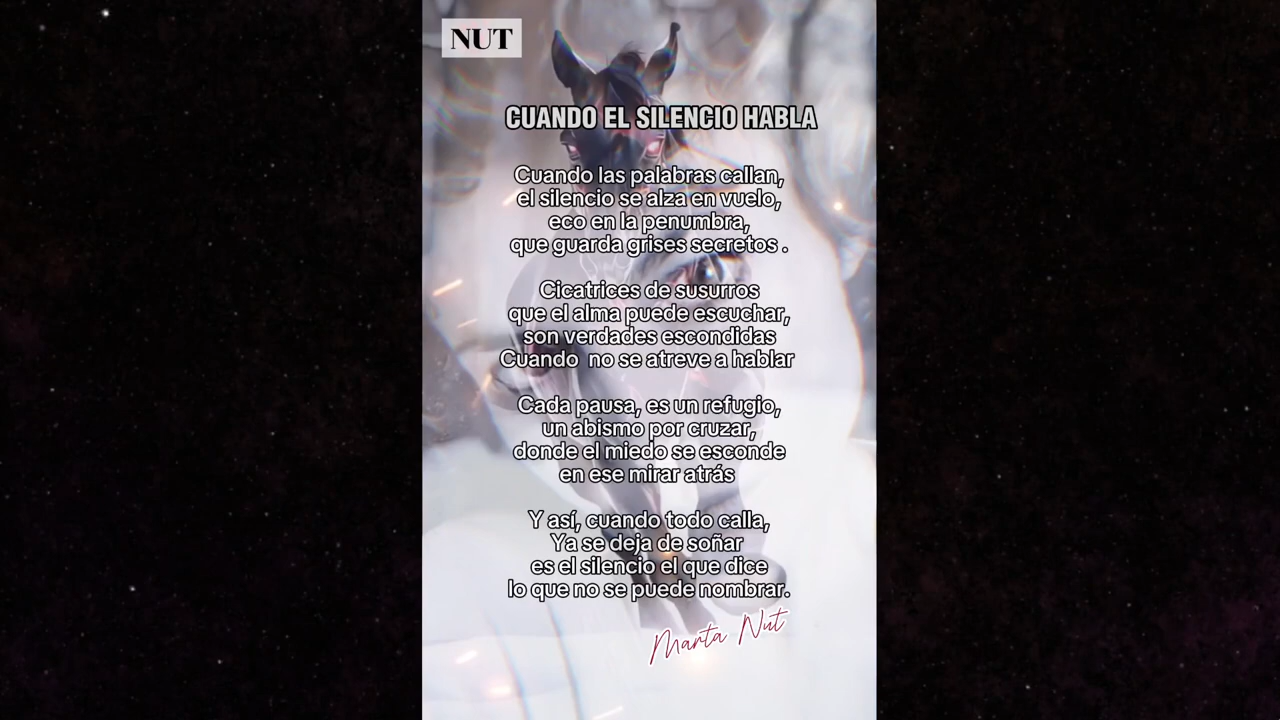 NUT
CUANDO EL SILENCIO HABLA
Cuando las palabras callan,
el silencio se alza en vuelo,
eco en la penumbra,
que guarda grises secretos .
Cicatrices de susurros
que el alma puede escuchar,
son verdades escondidas
Cuando  no se atreve a hablar
Cada pausa, es un refugio,
un abismo por cruzar,
donde el miedo se esconde
en ese mirar atrás
Y así, cuando todo calla,
Ya se deja de soñar
es el silencio el que dice
lo que no se puede nombrar.
Marta Nut